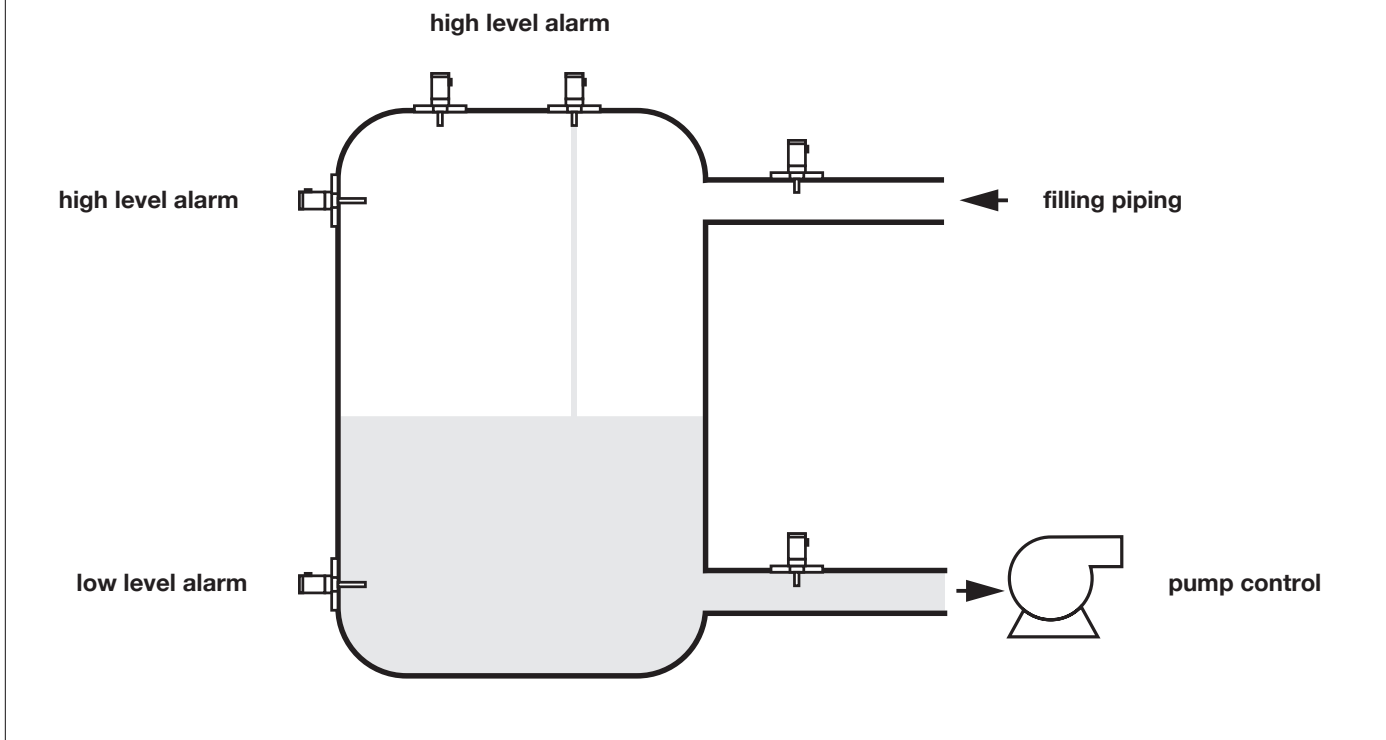 high level alarm
high level alarm
filling piping
low level alarm
pump control